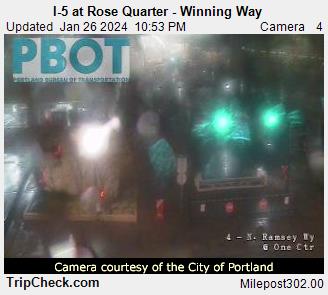 I-5 at Rose Quarter - Winning Way
Updated Jan 26 2024 10:53 PM Camera 4
PBOT
PORTLAND BUREAU OF TRANSPORTATION
4 - N. Ramsey Wy
@ One Ctr
Camera courtesy of the City of Portland
TripCheck.com Milepost302.00